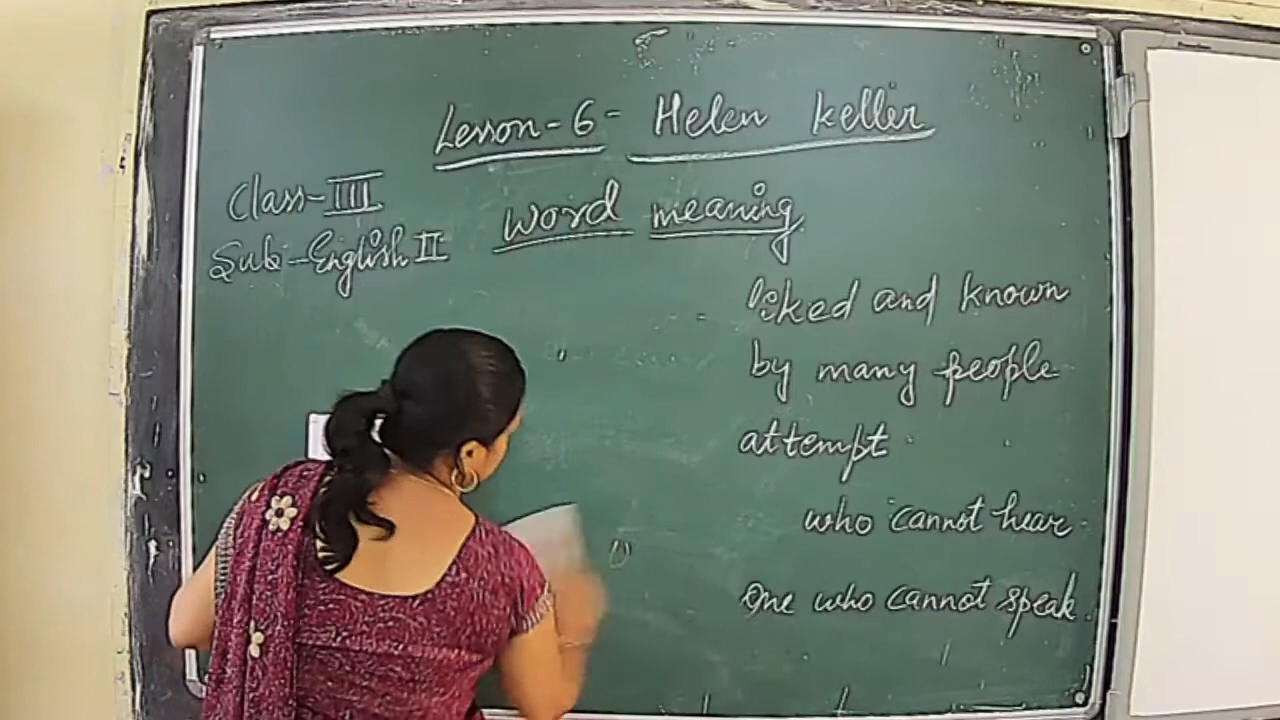 Lesson-6- Helen Keller
Class-III
Sub-English II
Word meaning
liked and known
by many people
attempt
who cannot hear
One who cannot speak.